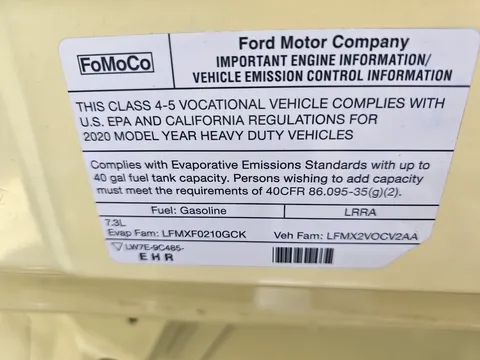 FoMoCo
Ford Motor Company
IMPORTANT ENGINE INFORMATION/
VEHICLE EMISSION CONTROL INFORMATION
THIS CLASS 4-5 VOCATIONAL VEHICLE COMPLIES WITH
U.S. EPA AND CALIFORNIA REGULATIONS FOR
2020 MODEL YEAR HEAVY DUTY VEHICLES
Complies with Evaporative Emissions Standards with up to
40 gal fuel tank capacity. Persons wishing to add capacity
must meet the requirements of 40CFR 86.095-35(g)(2).
Fuel: Gasoline
LRRA
7.3L
Evap Fam: LFMXF0210GCK
Veh Fam: LFMX2VOCV2AA
LW7E-9C485-
EHR